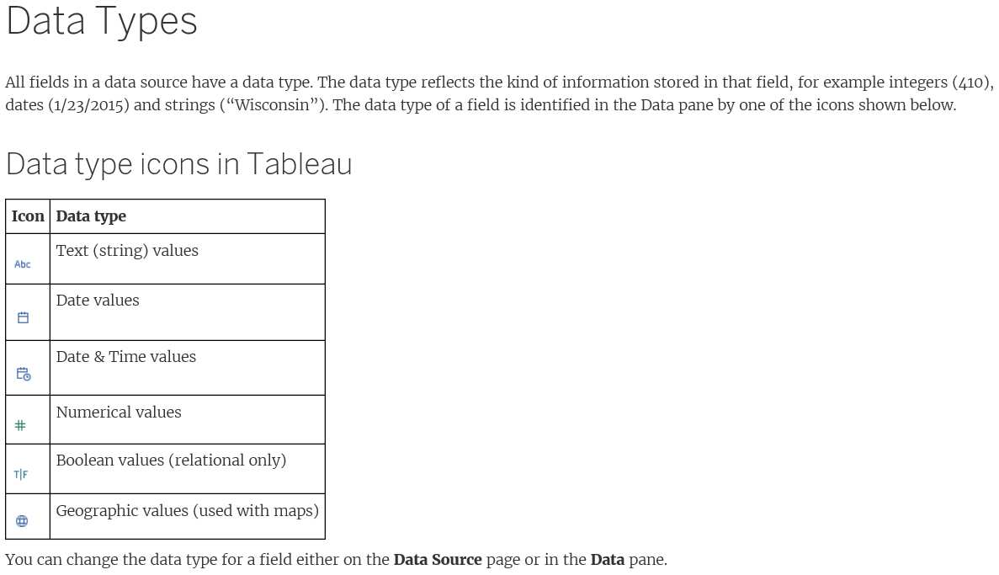 Data Types
All fields in a data source have a data type. The data type reflects the kind of information stored in that field, for example integers (410),
dates (1/23/2015) and strings (“Wisconsin”). The data type of a field is identified in the Data pane by one of the icons shown below.
Data type icons in Tableau
Icon Data type
Abc Text (string) values
Date values
Date & Time values
# Numerical values
T|F Boolean values (relational only)
Geographic values (used with maps)
You can change the data type for a field either on the Data Source page or in the Data pane.